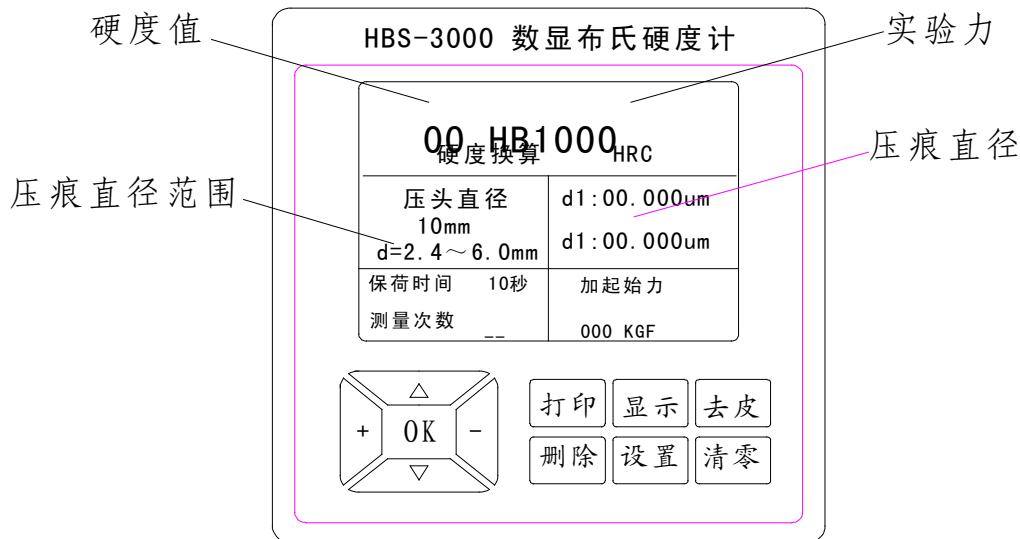 硬度值
HBS-3000 数显布氏硬度计
实验力
00 HB1000
硬度换算 HRC
压痕直径
压痕直径范围
压头直径
10mm
d=2.4～6.0mm
d1:00.000um
d1:00.000um
保荷时间 10秒
测量次数 __
加起始力
000 KGF
+ OK -
打印 显示 去皮
删除 设置 清零